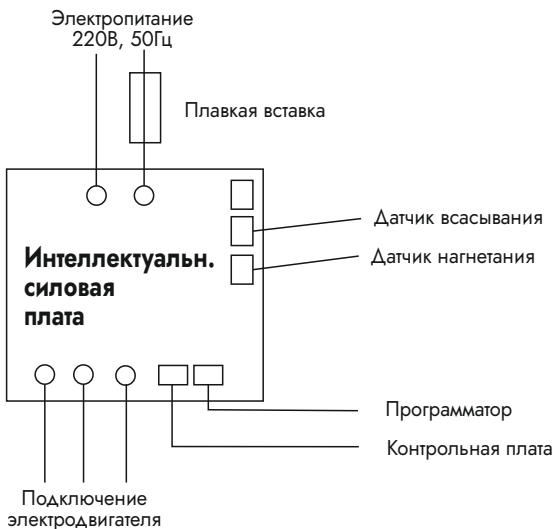 Электропитание
220В, 50Гц
Плавкая вставка
Датчик всасывания
Датчик нагнетания
Интеллектуальн.
силовая
плата
Программатор
Контрольная плата
Подключение
электродвигателя